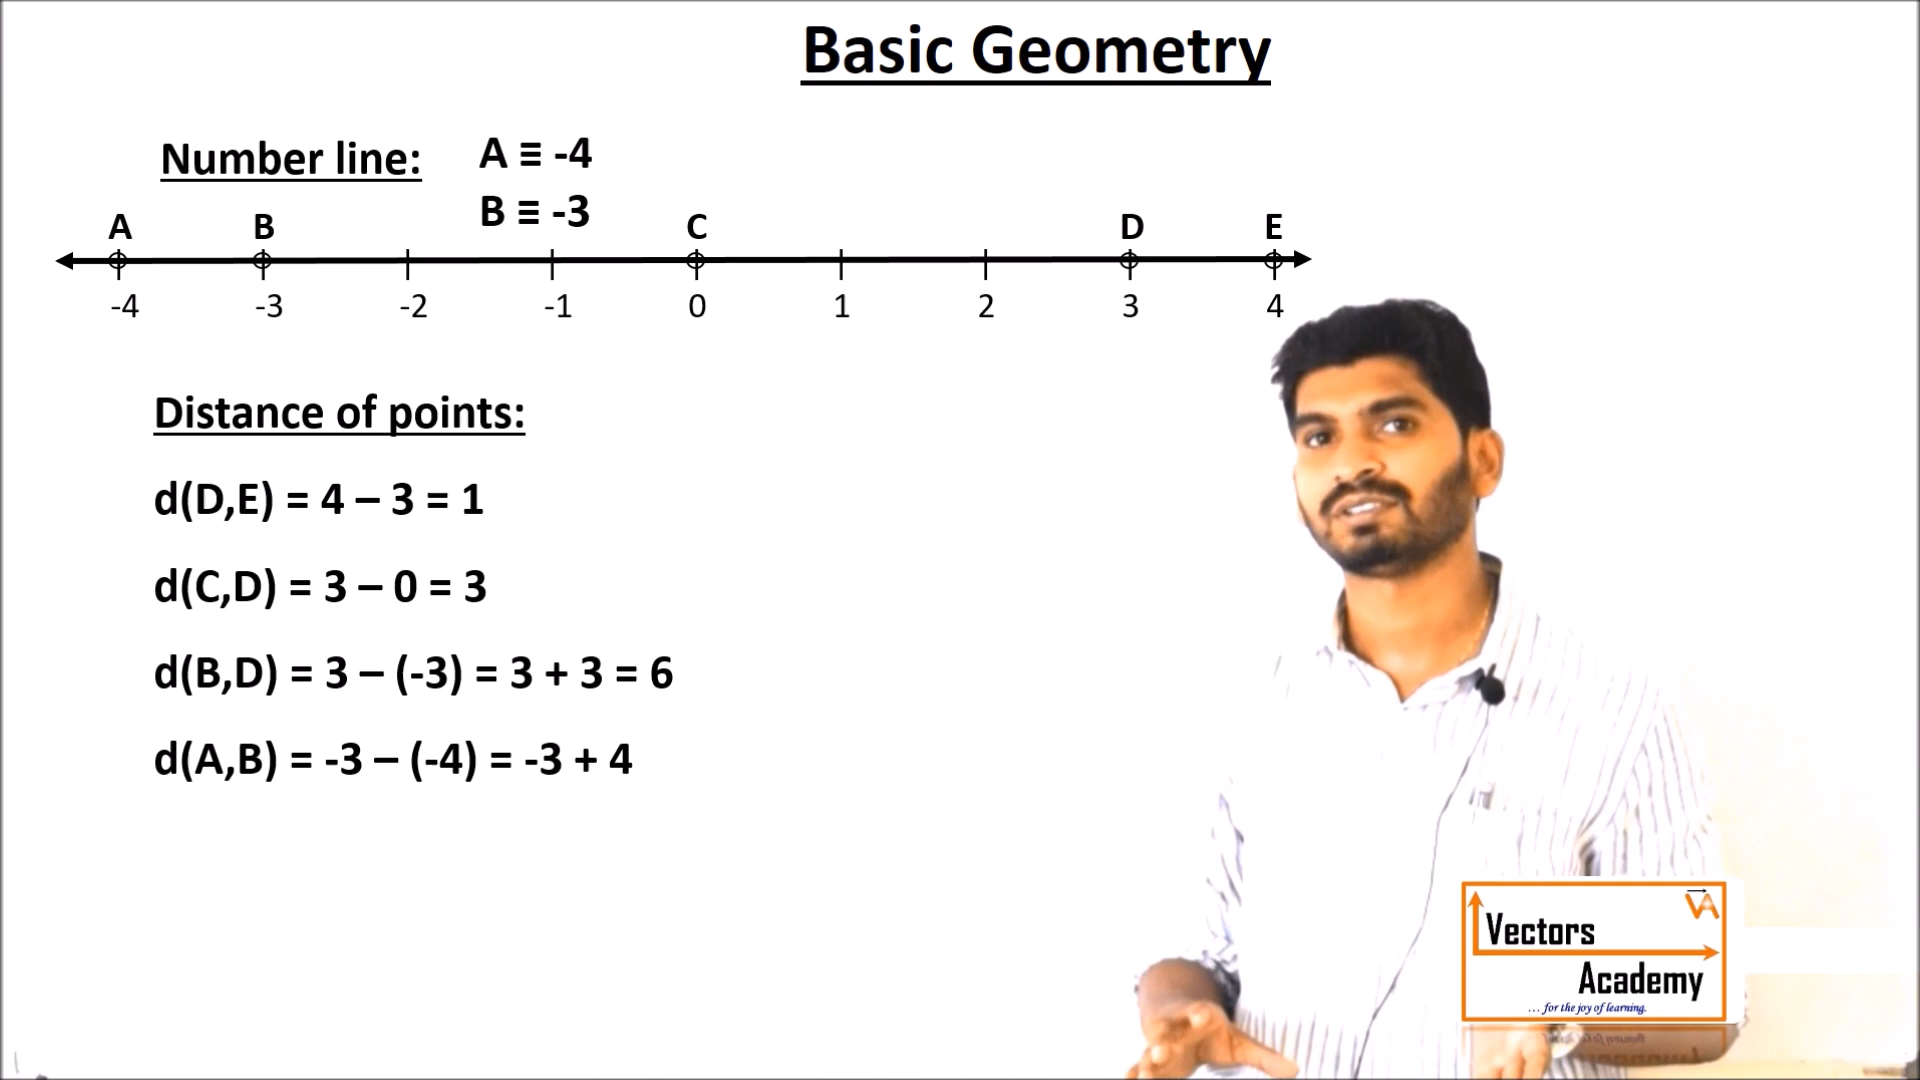 Basic Geometry
Number line:
A ≡ -4
B ≡ -3
A B C D E
-4 -3 -2 -1 0 1 2 3 4
Distance of points:
d(D,E) = 4 – 3 = 1
d(C,D) = 3 – 0 = 3
d(B,D) = 3 – (-3) = 3 + 3 = 6
d(A,B) = -3 – (-4) = -3 + 4
VA
Vectors
Academy
... for the joy of learning.